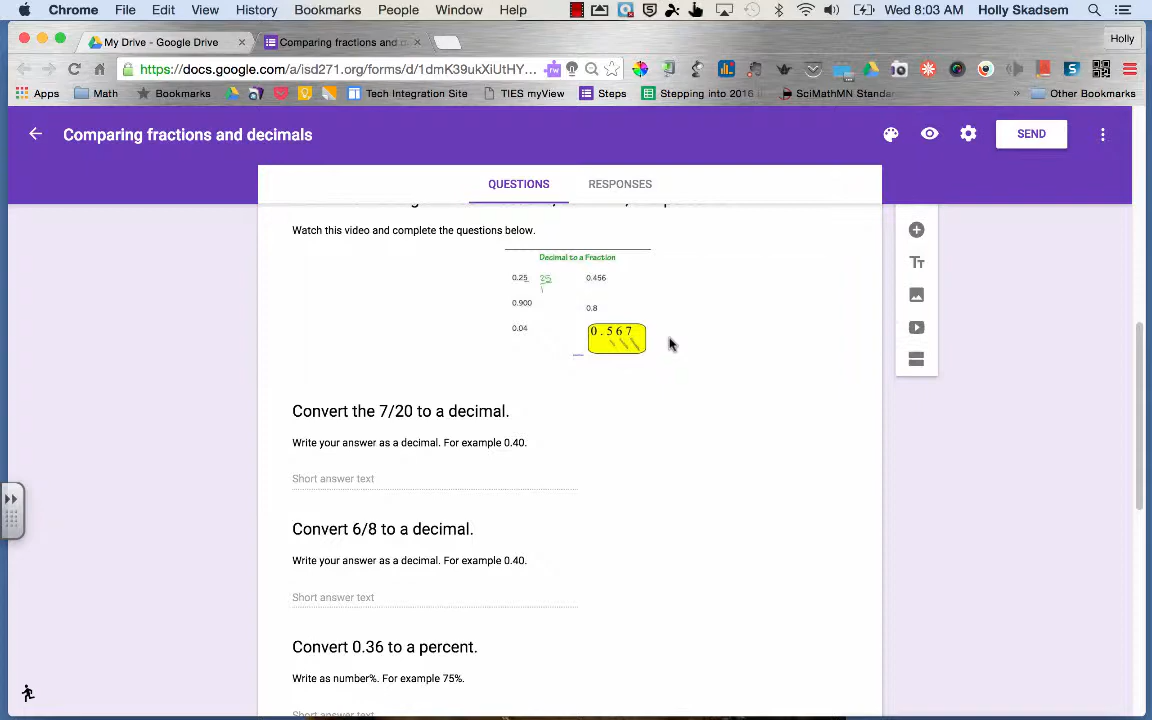 Chrome File Edit View History Bookmarks People Window Help Wed 8:03 AM Holly Skadsem
My Drive - Google Drive × Comparing fractions and × Holly
https://docs.google.com/a/isd271.org/forms/d/1dmK39ukXiUtHY...
Apps Math Bookmarks Tech Integration Site TIES myView Steps Stepping into 2016 SciMathMN Standar » Other Bookmarks
Comparing fractions and decimals SEND
QUESTIONS RESPONSES
Watch this video and complete the questions below.
Decimal to a Fraction
0.25 25 0.456
0.900 0.8
0.04 0.567
Convert the 7/20 to a decimal.
Write your answer as a decimal. For example 0.40.
Short answer text
Convert 6/8 to a decimal.
Write your answer as a decimal. For example 0.40.
Short answer text
Convert 0.36 to a percent.
Write as number%. For example 75%.
Short answer text